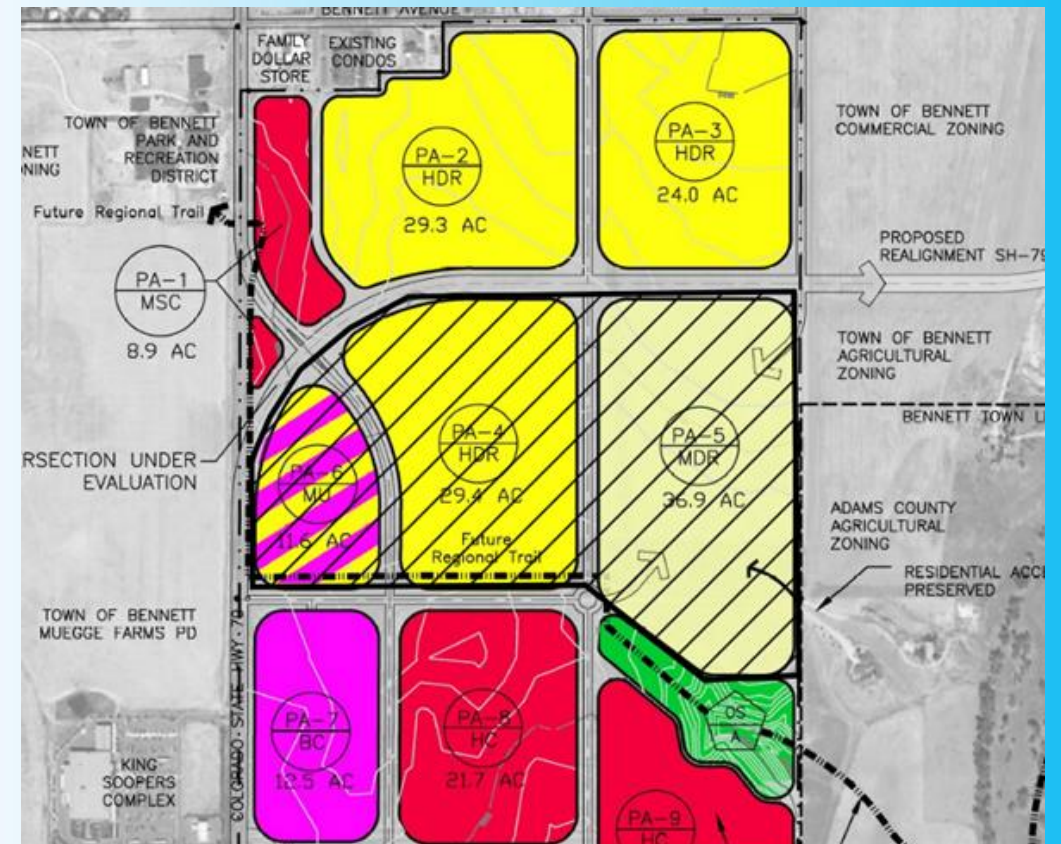 BENNETT AVENUE
FAMILY
DOLLAR
STORE
EXISTING
CONDOS
TOWN OF BENNETT
PARK AND
RECREATION
DISTRICT
NETT
NING
Future Regional Trail
PA-1
MSC
8.9 AC
PA-2
HDR
29.3 AC
PA-3
HDR
24.0 AC
TOWN OF BENNETT
COMMERCIAL ZONING
PROPOSED
REALIGNMENT SH-79
TOWN OF BENNETT
AGRICULTURAL
ZONING
BENNETT TOWN
RSECTION UNDER
EVALUATION
PA-6
MU
11.6 AC
PA-4
HDR
29.4 AC
Future
Regional Trail
PA-5
MDR
36.9 AC
ADAMS COUNTY
AGRICULTURAL
ZONING
RESIDENTIAL ACCE
PRESERVED
TOWN OF BENNETT
MUEGGE FARMS PD
COLORADO STATE HWY 79
PA-7
BC
12.5 AC
PA-8
HC
21.7 AC
OS
A
KING
SOOPERS
COMPLEX
PA-9
HC